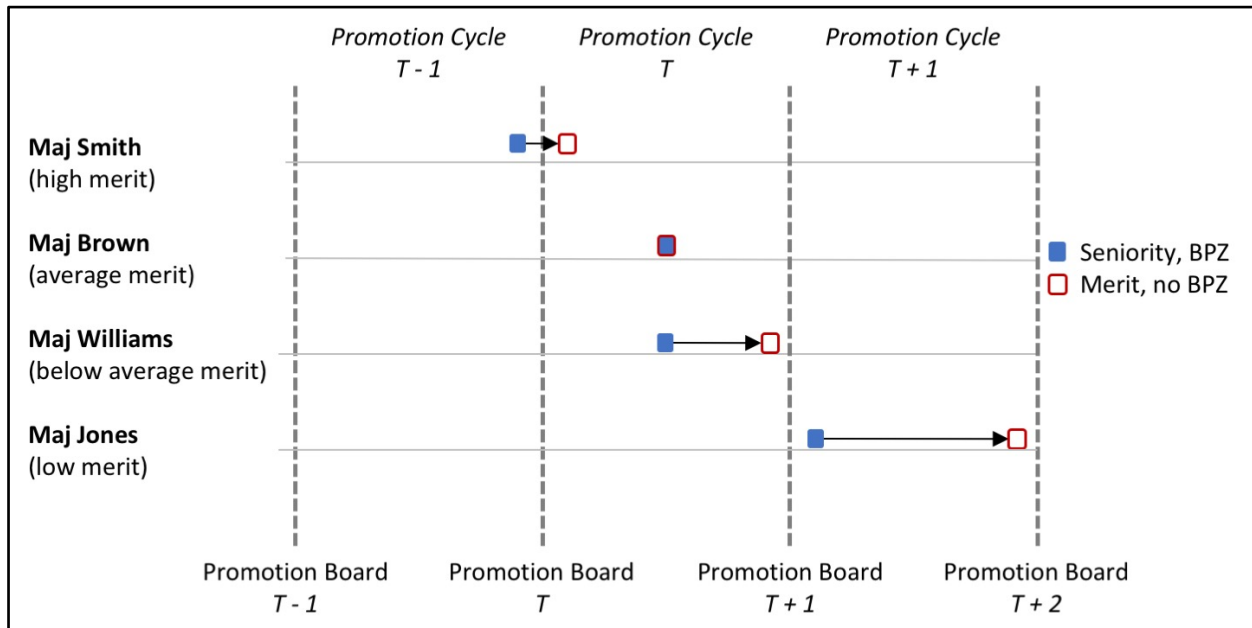 Promotion Cycle
T - 1
Promotion Cycle
T
Promotion Cycle
T + 1
Maj Smith
(high merit)
Maj Brown
(average merit)
Maj Williams
(below average merit)
Maj Jones
(low merit)
Seniority, BPZ
Merit, no BPZ
Promotion Board
T - 1
Promotion Board
T
Promotion Board
T + 1
Promotion Board
T + 2